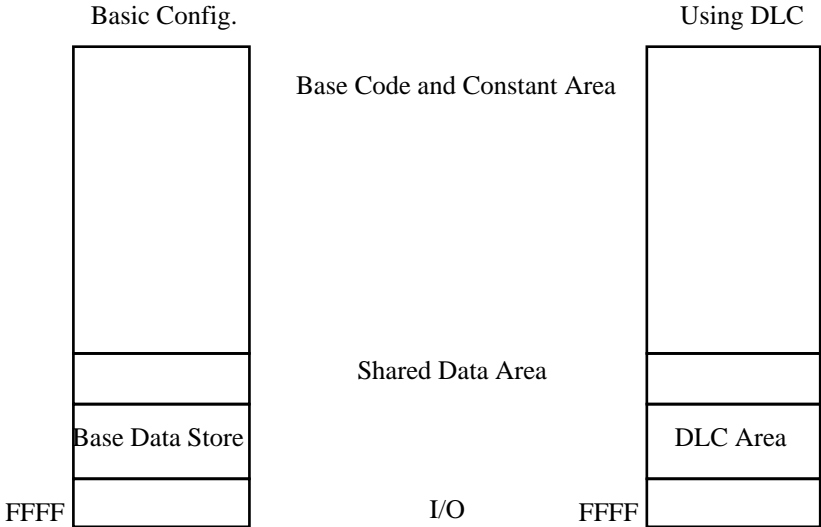 Basic Config.
Using DLC
Base Code and Constant Area
Shared Data Area
Base Data Store
DLC Area
FFFF
I/O
FFFF